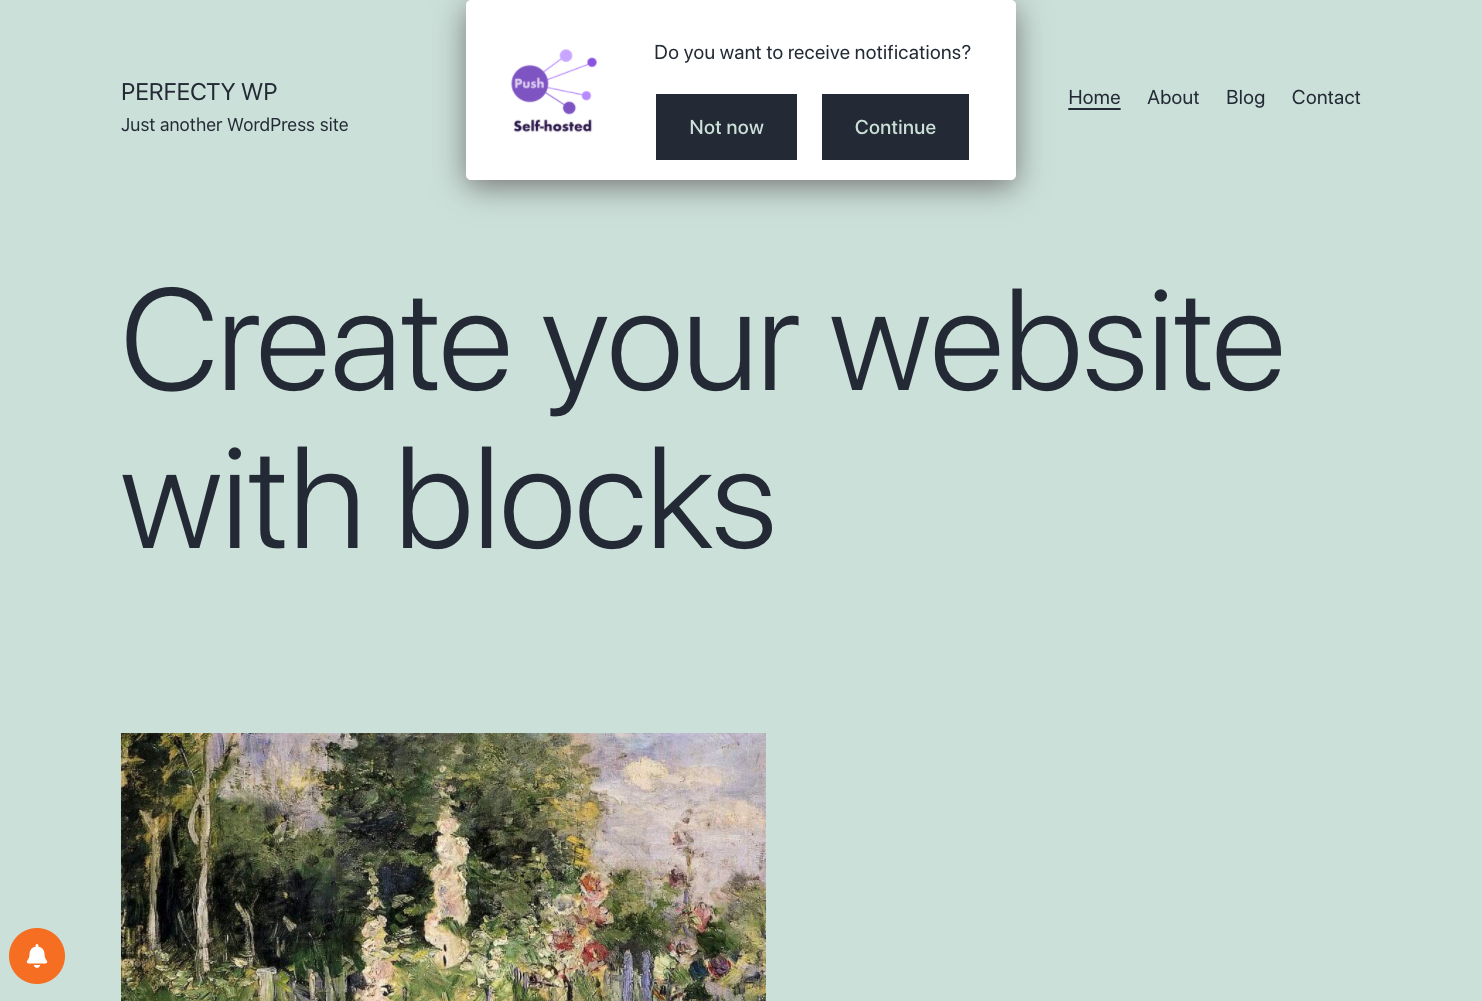 PERFECTY WP
Just another WordPress site
Push
Self-hosted
Do you want to receive notifications?
Not now
Continue
Home
About
Blog
Contact
Create your website
with blocks